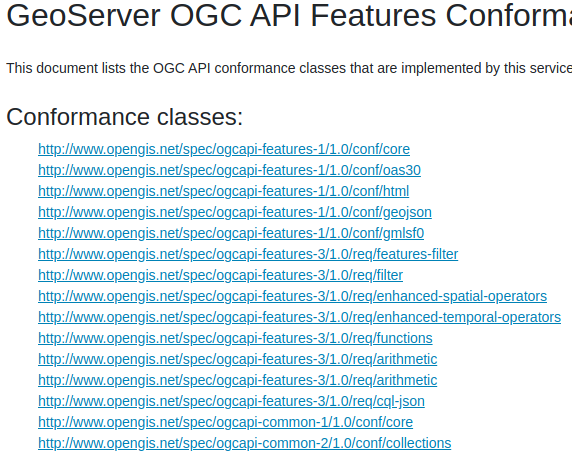 GeoServer OGC API Features Conforma
This document lists the OGC API conformance classes that are implemented by this service
Conformance classes:
http://www.opengis.net/spec/ogcapi-features-1/1.0/conf/core
http://www.opengis.net/spec/ogcapi-features-1/1.0/conf/oas30
http://www.opengis.net/spec/ogcapi-features-1/1.0/conf/html
http://www.opengis.net/spec/ogcapi-features-1/1.0/conf/geojson
http://www.opengis.net/spec/ogcapi-features-1/1.0/conf/gmlsf0
http://www.opengis.net/spec/ogcapi-features-3/1.0/req/features-filter
http://www.opengis.net/spec/ogcapi-features-3/1.0/req/filter
http://www.opengis.net/spec/ogcapi-features-3/1.0/req/enhanced-spatial-operators
http://www.opengis.net/spec/ogcapi-features-3/1.0/req/enhanced-temporal-operators
http://www.opengis.net/spec/ogcapi-features-3/1.0/req/functions
http://www.opengis.net/spec/ogcapi-features-3/1.0/req/arithmetic
http://www.opengis.net/spec/ogcapi-features-3/1.0/req/arithmetic
http://www.opengis.net/spec/ogcapi-features-3/1.0/req/cql-json
http://www.opengis.net/spec/ogcapi-common-1/1.0/conf/core
http://www.opengis.net/spec/ogcapi-common-2/1.0/conf/collections